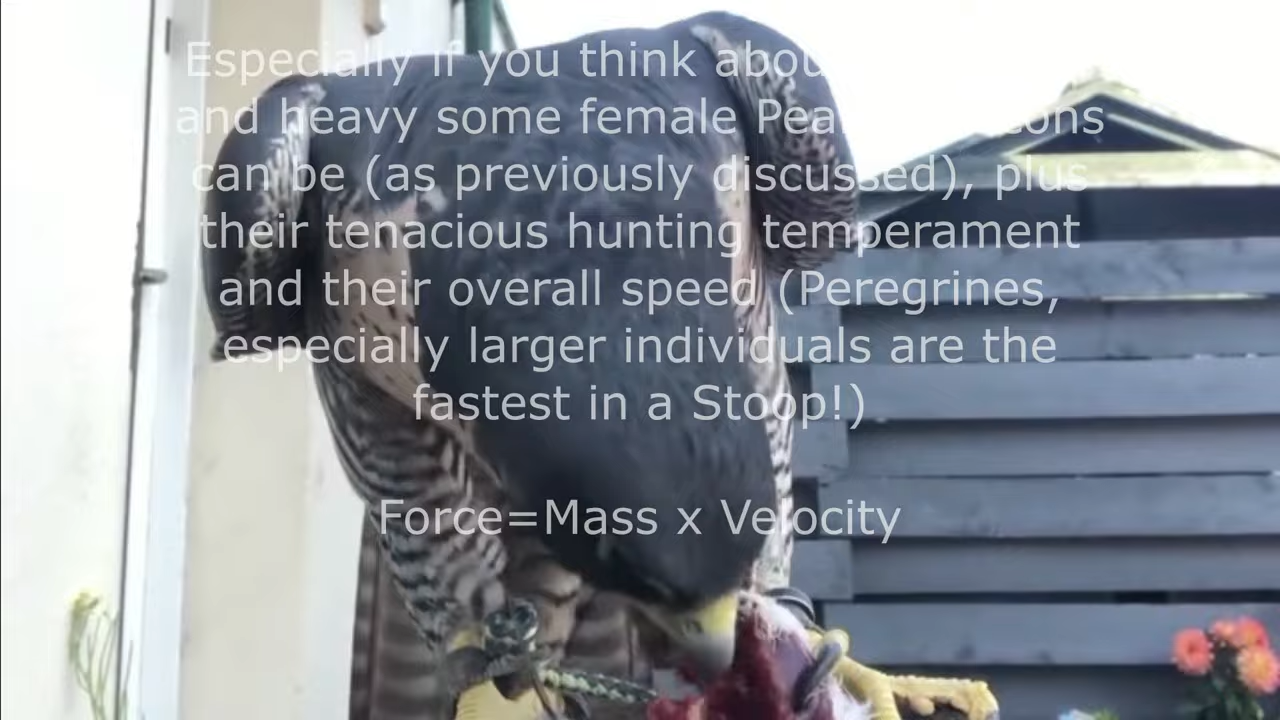 Especially if you think abou
and heavy some female Pea cons
can be (as previously discussed), plus
their tenacious hunting temperament
and their overall speed (Peregrines,
especially larger individuals are the
fastest in a Stoop!)
Force=Mass x Velocity